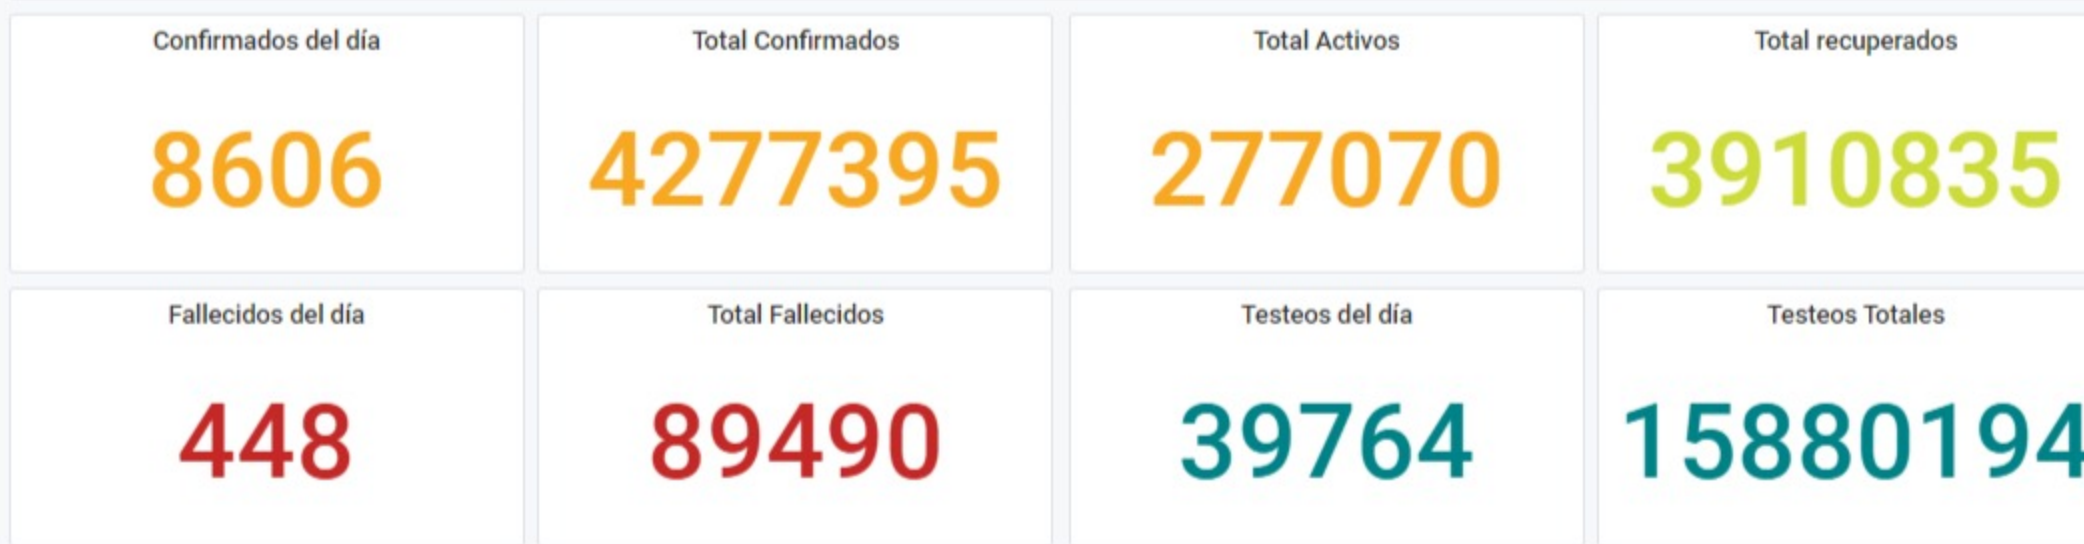 Confirmados del día
Total Confirmados
Total Activos
Total recuperados
8606
4277395
277070
3910835
Fallecidos del día
Total Fallecidos
Testeos del día
Testeos Totales
448
89490
39764
15880194